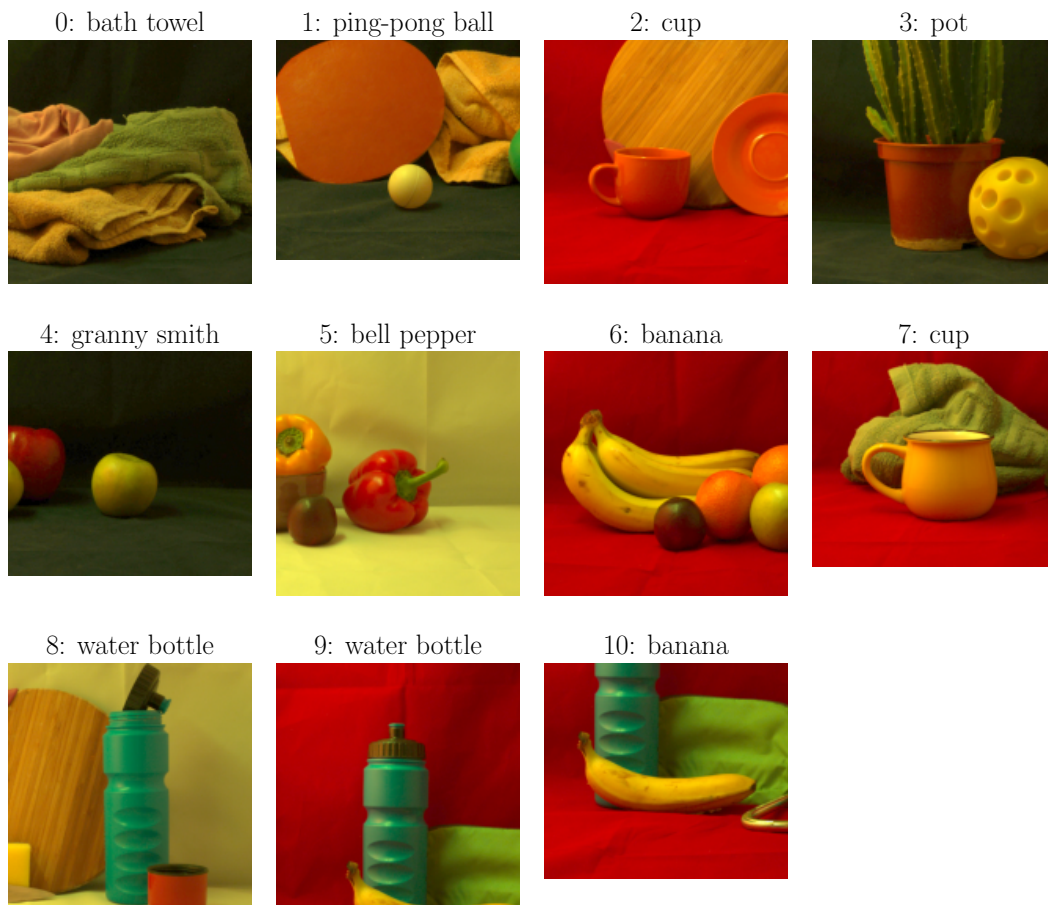 0: bath towel
1: ping-pong ball
2: cup
3: pot
4: granny smith
5: bell pepper
6: banana
7: cup
8: water bottle
9: water bottle
10: banana